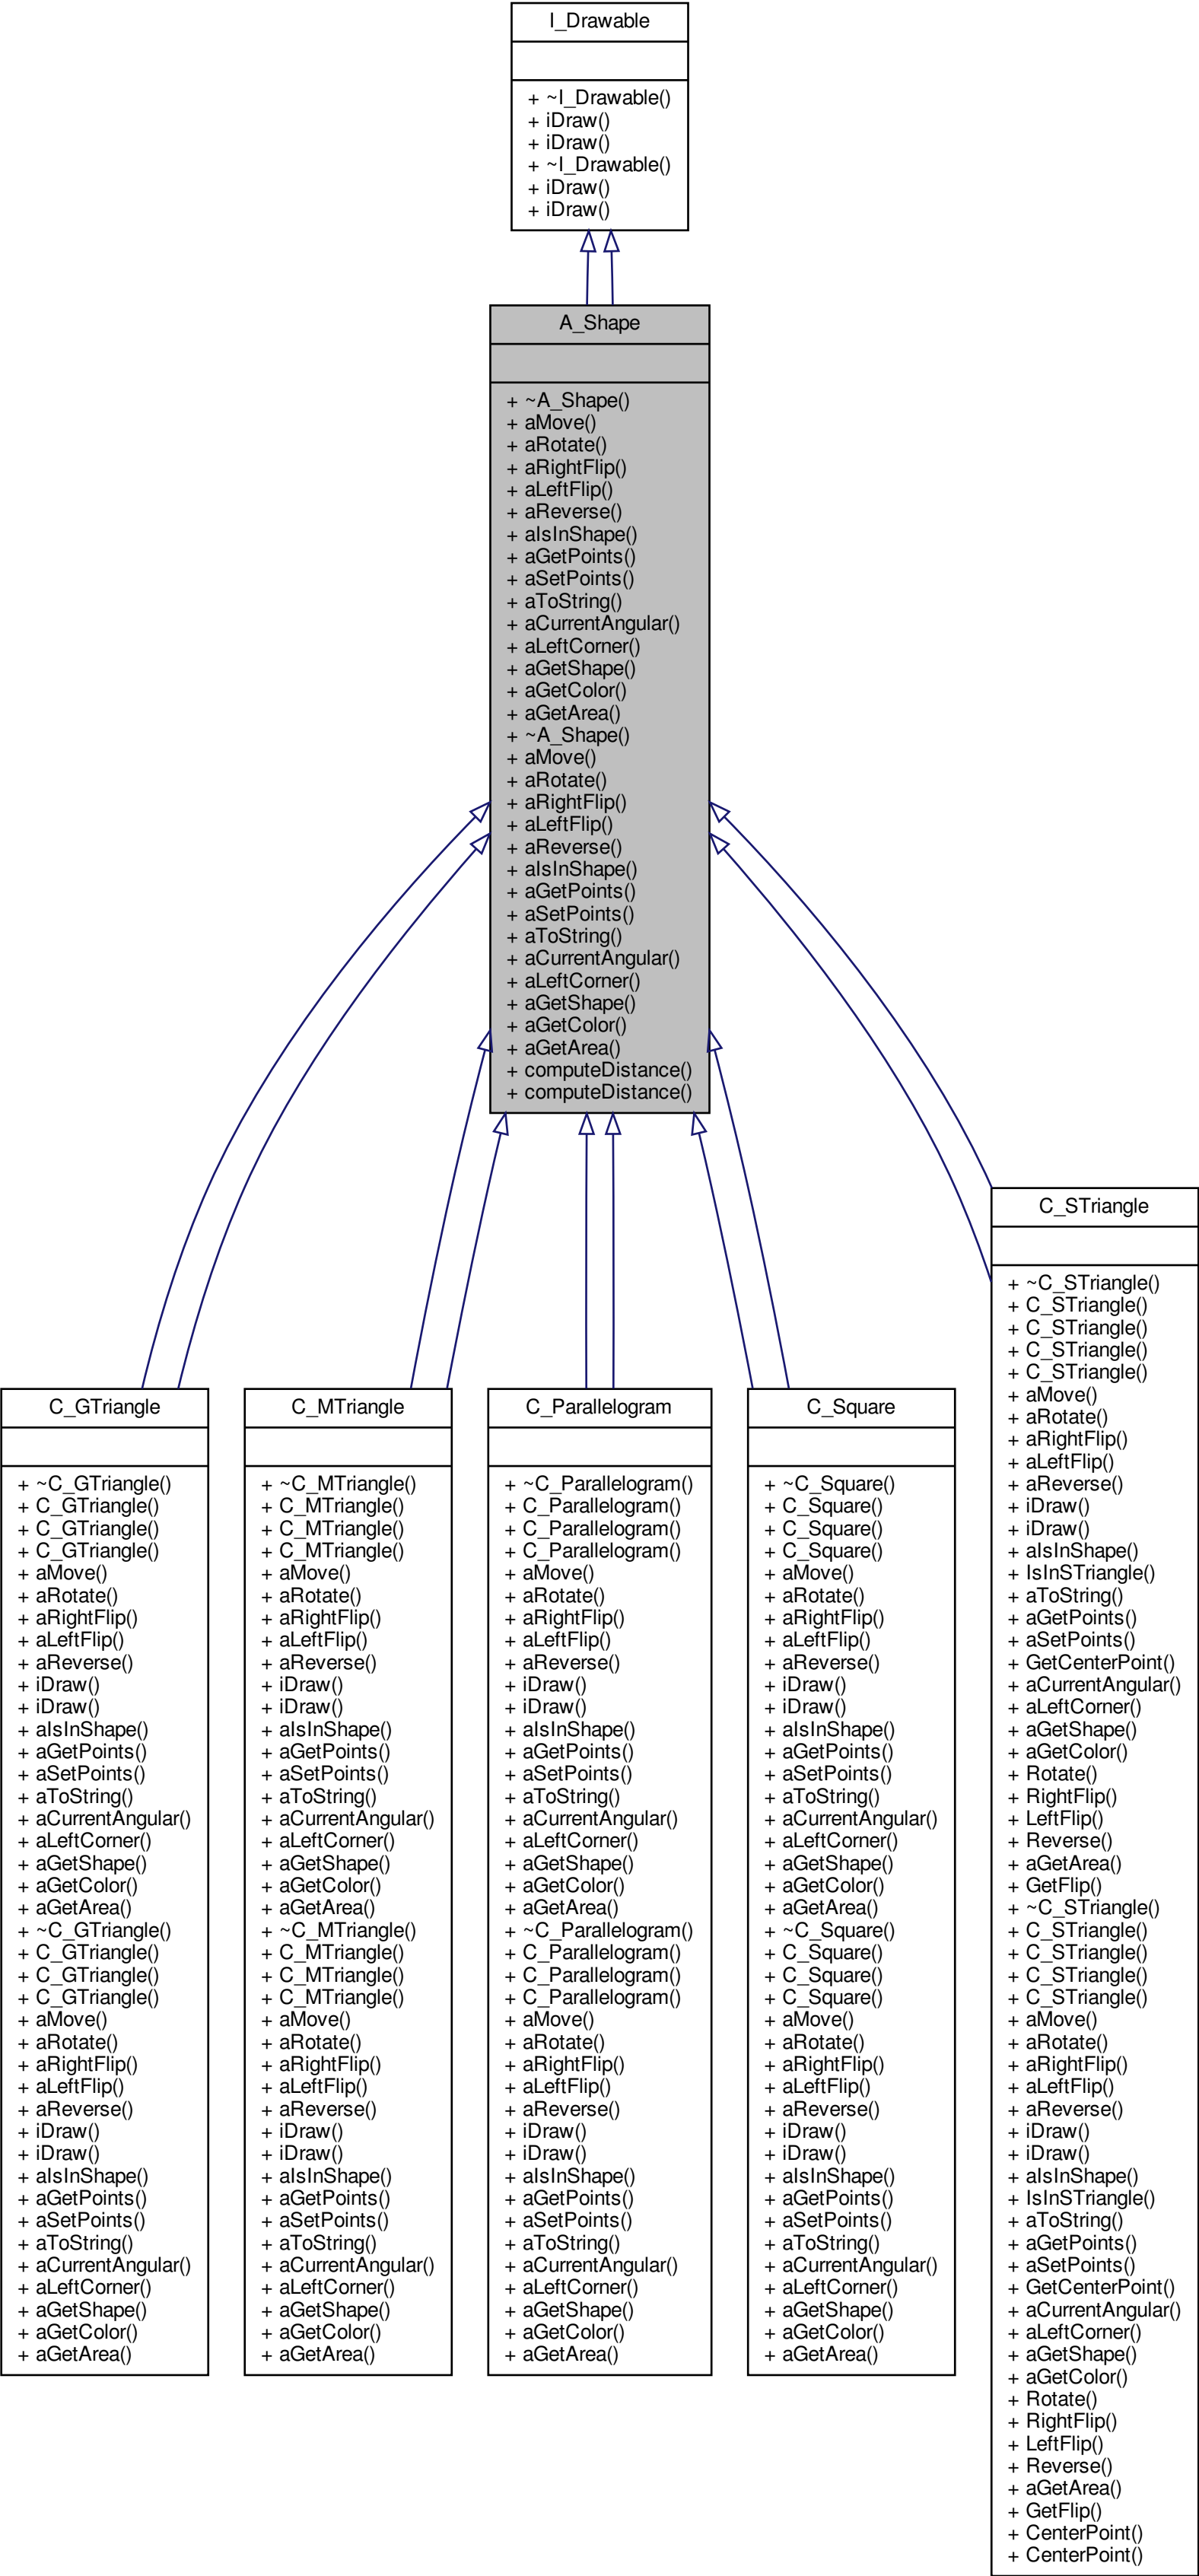 I_Drawable
+ ~I_Drawable()
+ iDraw()
+ iDraw()
+ ~I_Drawable()
+ iDraw()
+ iDraw()
A_Shape
+ ~A_Shape()
+ aMove()
+ aRotate()
+ aRightFlip()
+ aLeftFlip()
+ aReverse()
+ aIsInShape()
+ aGetPoints()
+ aSetPoints()
+ aToString()
+ aCurrentAngular()
+ aLeftCorner()
+ aGetShape()
+ aGetColor()
+ aGetArea()
+ ~A_Shape()
+ aMove()
+ aRotate()
+ aRightFlip()
+ aLeftFlip()
+ aReverse()
+ aIsInShape()
+ aGetPoints()
+ aSetPoints()
+ aToString()
+ aCurrentAngular()
+ aLeftCorner()
+ aGetShape()
+ aGetColor()
+ aGetArea()
+ computeDistance()
+ computeDistance()
C_GTriangle
+ ~C_GTriangle()
+ C_GTriangle()
+ C_GTriangle()
+ C_GTriangle()
+ aMove()
+ aRotate()
+ aRightFlip()
+ aLeftFlip()
+ aReverse()
+ iDraw()
+ iDraw()
+ aIsInShape()
+ aGetPoints()
+ aSetPoints()
+ aToString()
+ aCurrentAngular()
+ aLeftCorner()
+ aGetShape()
+ aGetColor()
+ aGetArea()
+ ~C_GTriangle()
+ C_GTriangle()
+ C_GTriangle()
+ C_GTriangle()
+ aMove()
+ aRotate()
+ aRightFlip()
+ aLeftFlip()
+ aReverse()
+ iDraw()
+ iDraw()
+ aIsInShape()
+ aGetPoints()
+ aSetPoints()
+ aToString()
+ aCurrentAngular()
+ aLeftCorner()
+ aGetShape()
+ aGetColor()
+ aGetArea()
C_MTriangle
+ ~C_MTriangle()
+ C_MTriangle()
+ C_MTriangle()
+ C_MTriangle()
+ aMove()
+ aRotate()
+ aRightFlip()
+ aLeftFlip()
+ aReverse()
+ iDraw()
+ iDraw()
+ aIsInShape()
+ aGetPoints()
+ aSetPoints()
+ aToString()
+ aCurrentAngular()
+ aLeftCorner()
+ aGetShape()
+ aGetColor()
+ aGetArea()
+ ~C_MTriangle()
+ C_MTriangle()
+ C_MTriangle()
+ C_MTriangle()
+ aMove()
+ aRotate()
+ aRightFlip()
+ aLeftFlip()
+ aReverse()
+ iDraw()
+ iDraw()
+ aIsInShape()
+ aGetPoints()
+ aSetPoints()
+ aToString()
+ aCurrentAngular()
+ aLeftCorner()
+ aGetShape()
+ aGetColor()
+ aGetArea()
C_Parallelogram
+ ~C_Parallelogram()
+ C_Parallelogram()
+ C_Parallelogram()
+ C_Parallelogram()
+ aMove()
+ aRotate()
+ aRightFlip()
+ aLeftFlip()
+ aReverse()
+ iDraw()
+ iDraw()
+ aIsInShape()
+ aGetPoints()
+ aSetPoints()
+ aToString()
+ aCurrentAngular()
+ aLeftCorner()
+ aGetShape()
+ aGetColor()
+ aGetArea()
+ ~C_Parallelogram()
+ C_Parallelogram()
+ C_Parallelogram()
+ C_Parallelogram()
+ aMove()
+ aRotate()
+ aRightFlip()
+ aLeftFlip()
+ aReverse()
+ iDraw()
+ iDraw()
+ aIsInShape()
+ aGetPoints()
+ aSetPoints()
+ aToString()
+ aCurrentAngular()
+ aLeftCorner()
+ aGetShape()
+ aGetColor()
+ aGetArea()
C_Square
+ ~C_Square()
+ C_Square()
+ C_Square()
+ C_Square()
+ aMove()
+ aRotate()
+ aRightFlip()
+ aLeftFlip()
+ aReverse()
+ iDraw()
+ iDraw()
+ aIsInShape()
+ aGetPoints()
+ aSetPoints()
+ aToString()
+ aCurrentAngular()
+ aLeftCorner()
+ aGetShape()
+ aGetColor()
+ aGetArea()
+ ~C_Square()
+ C_Square()
+ C_Square()
+ C_Square()
+ aMove()
+ aRotate()
+ aRightFlip()
+ aLeftFlip()
+ aReverse()
+ iDraw()
+ iDraw()
+ aIsInShape()
+ aGetPoints()
+ aSetPoints()
+ aToString()
+ aCurrentAngular()
+ aLeftCorner()
+ aGetShape()
+ aGetColor()
+ aGetArea()
C_STriangle
+ ~C_STriangle()
+ C_STriangle()
+ C_STriangle()
+ C_STriangle()
+ C_STriangle()
+ aMove()
+ aRotate()
+ aRightFlip()
+ aLeftFlip()
+ aReverse()
+ iDraw()
+ iDraw()
+ aIsInShape()
+ IsInSTriangle()
+ aToString()
+ aGetPoints()
+ aSetPoints()
+ GetCenterPoint()
+ aCurrentAngular()
+ aLeftCorner()
+ aGetShape()
+ aGetColor()
+ Rotate()
+ RightFlip()
+ LeftFlip()
+ Reverse()
+ aGetArea()
+ GetFlip()
+ ~C_STriangle()
+ C_STriangle()
+ C_STriangle()
+ C_STriangle()
+ C_STriangle()
+ aMove()
+ aRotate()
+ aRightFlip()
+ aLeftFlip()
+ aReverse()
+ iDraw()
+ iDraw()
+ aIsInShape()
+ IsInSTriangle()
+ aToString()
+ aGetPoints()
+ aSetPoints()
+ GetCenterPoint()
+ aCurrentAngular()
+ aLeftCorner()
+ aGetShape()
+ aGetColor()
+ Rotate()
+ RightFlip()
+ LeftFlip()
+ Reverse()
+ aGetArea()
+ GetFlip()
+ CenterPoint()
+ CenterPoint()